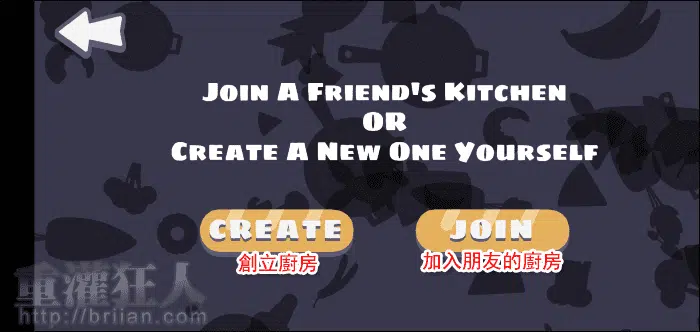 Join A Friend's Kitchen
OR
Create A New One Yourself
CREATE
JOIN
創立廚房
加入朋友的廚房
重灌狂人
http://briian.com